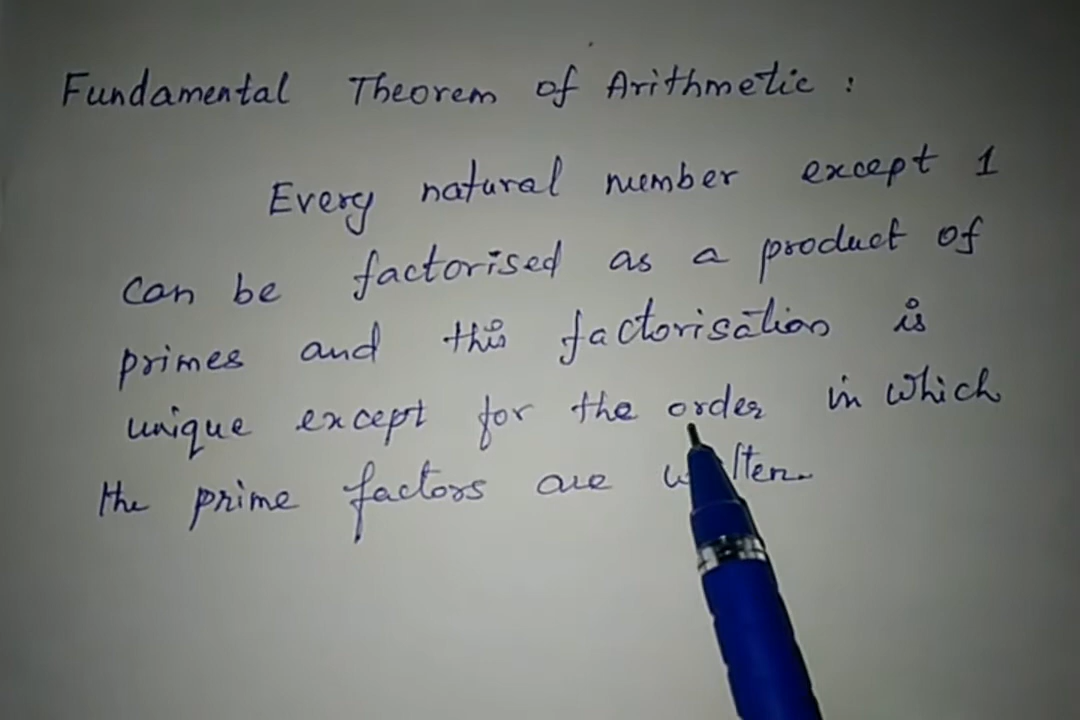 Fundamental Theorem of Arithmetic :
Every natural number except 1
can be factorised as a product of
primes and this factorisation is
unique except for the order in which
the prime factors are